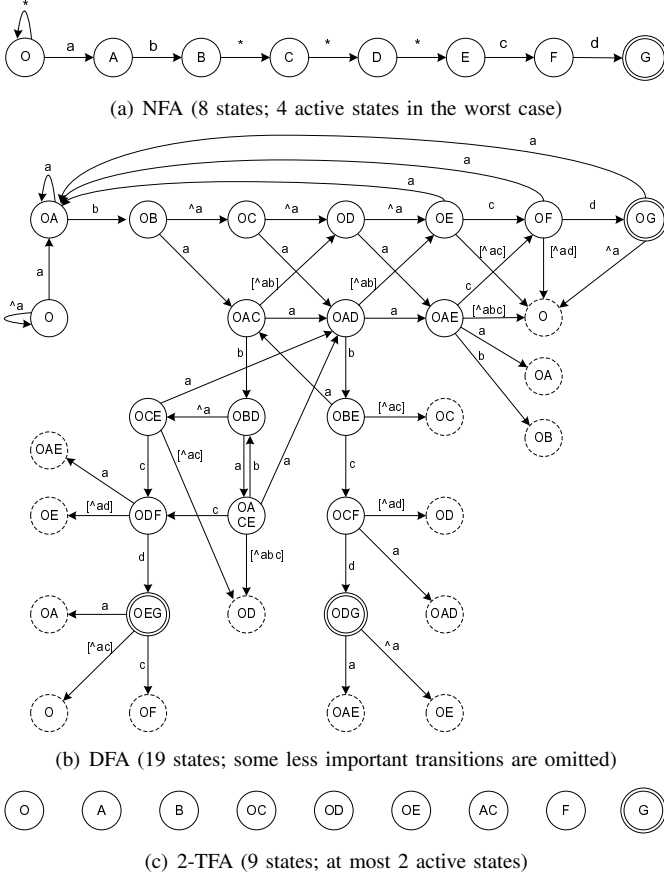 *
O a A b B * C * D * E c F d G
(a) NFA (8 states; 4 active states in the worst case)
a
a
a
a
OA b OB ^a OC ^a OD ^a OE c OF d OG
a a a a [^ab] [^ab] [^ac] [^ad] ^a
^a O OAC a OAD a OAE c [^abc] O
a
b
OA
b b
a a
OCE ^a OBD OBE [^ac] OC OB
OAE [^ac]
a c a b a c
OE [^ad] ODF c OA CE OCF [^ad] OD
d [^abc] d a
OA a OEG OD ODG OAD
[^ac] c a ^a
O OF OAE OE
(b) DFA (19 states; some less important transitions are omitted)
O A B OC OD OE AC F G
(c) 2-TFA (9 states; at most 2 active states)